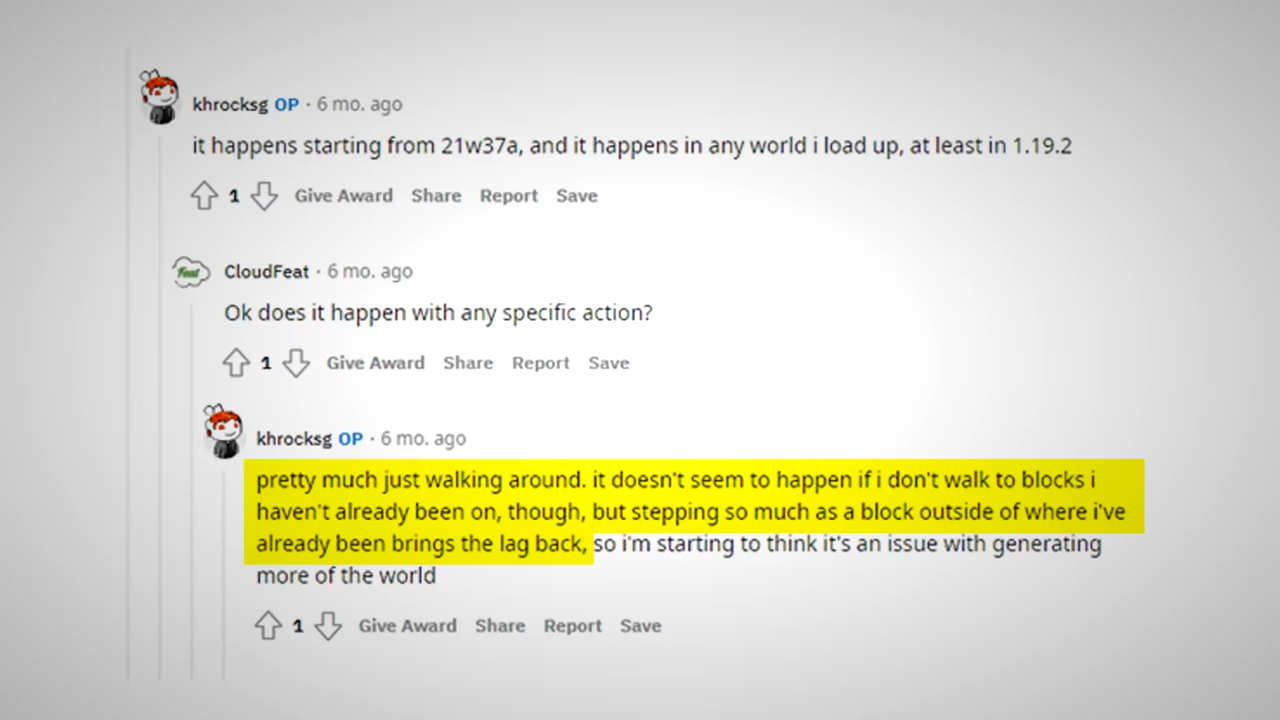 khrocksg OP · 6 mo. ago
it happens starting from 21w37a, and it happens in any world i load up, at least in 1.19.2
1 Give Award Share Report Save
Feat CloudFeat · 6 mo. ago
Ok does it happen with any specific action?
1 Give Award Share Report Save
khrocksg OP · 6 mo. ago
pretty much just walking around. it doesn't seem to happen if i don't walk to blocks i
haven't already been on, though, but stepping so much as a block outside of where i've
already been brings the lag back, so i'm starting to think it's an issue with generating
more of the world
1 Give Award Share Report Save